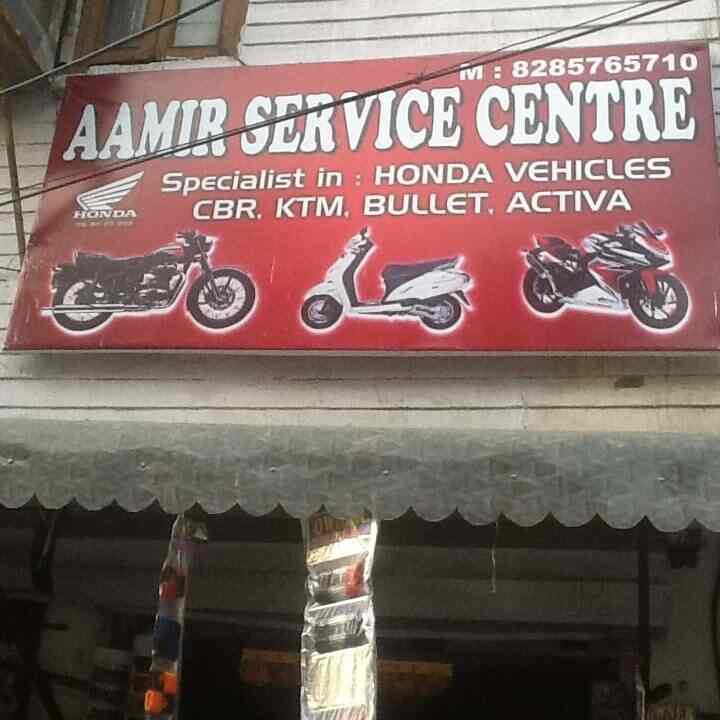 M : 8285765710
AAMIR SERVICE CENTRE
Specialist in : HONDA VEHICLES
CBR, KTM, BULLET, ACTIVA
HONDA